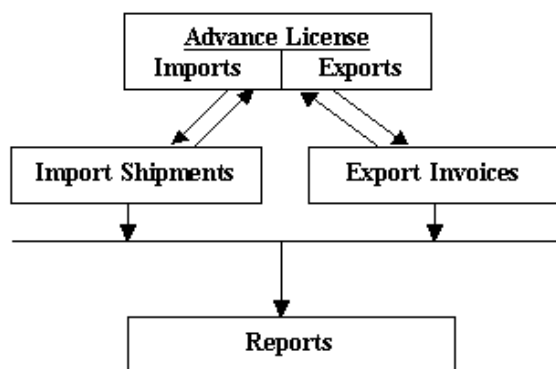 Advance License
Imports Exports
Import Shipments Export Invoices
Reports